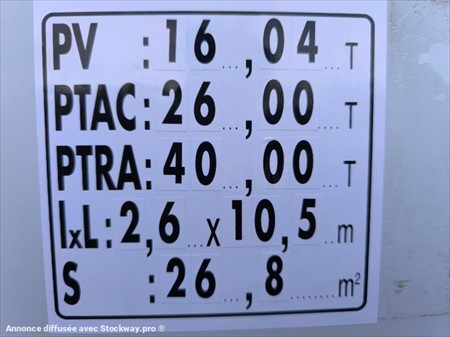 PV : 16...,04 T
PTAC : 26...,00.... T
PTRA : 40...,00.... T
lxL : 2,6... x 10,5... m
S : 26...,8....... m²
Annonce diffusée avec Stockway.pro ®